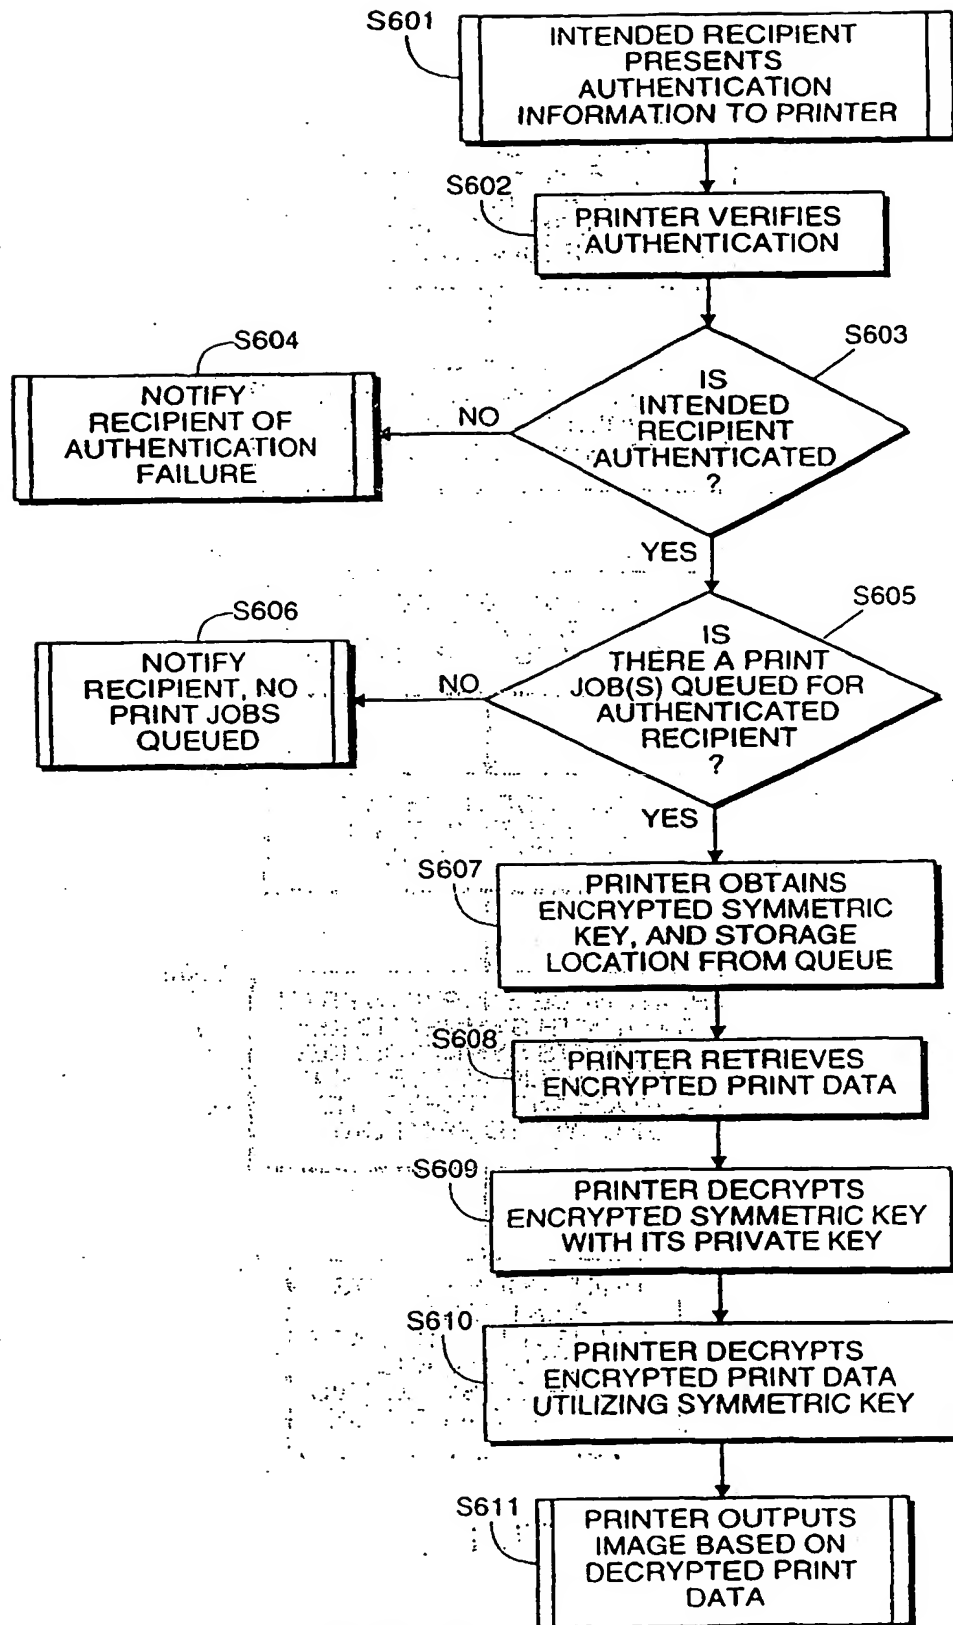 S601
INTENDED RECIPIENT
PRESENTS
AUTHENTICATION
INFORMATION TO PRINTER
S602
PRINTER VERIFIES
AUTHENTICATION
S603
IS
INTENDED
RECIPIENT
AUTHENTICATED
?
NO
S604
NOTIFY
RECIPIENT OF
AUTHENTICATION
FAILURE
YES
S605
IS
THERE A PRINT
JOB(S) QUEUED FOR
AUTHENTICATED
RECIPIENT
?
NO
S606
NOTIFY
RECIPIENT, NO
PRINT JOBS
QUEUED
YES
S607
PRINTER OBTAINS
ENCRYPTED SYMMETRIC
KEY, AND STORAGE
LOCATION FROM QUEUE
S608
PRINTER RETRIEVES
ENCRYPTED PRINT DATA
S609
PRINTER DECRYPTS
ENCRYPTED SYMMETRIC KEY
WITH ITS PRIVATE KEY
S610
PRINTER DECRYPTS
ENCRYPTED PRINT DATA
UTILIZING SYMMETRIC KEY
S611
PRINTER OUTPUTS
IMAGE BASED ON
DECRYPTED PRINT
DATA